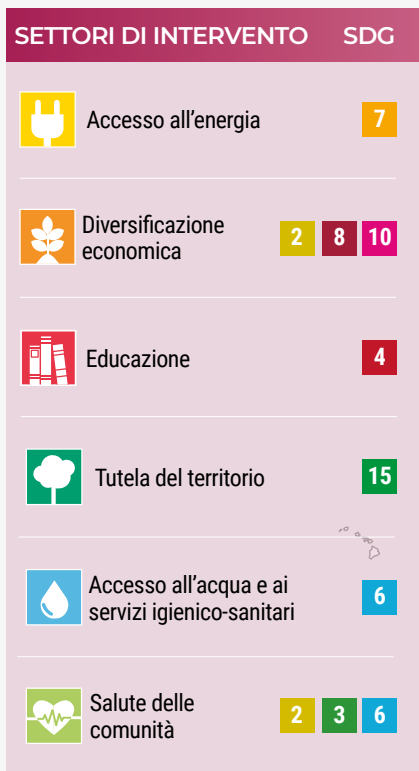 SETTORI DI INTERVENTO SDG
Accesso all'energia 7
Diversificazione
economica 2 8 10
Educazione 4
Tutela del territorio 15
Accesso all'acqua e ai
servizi igienico-sanitari 6
Salute delle
comunità 2 3 6